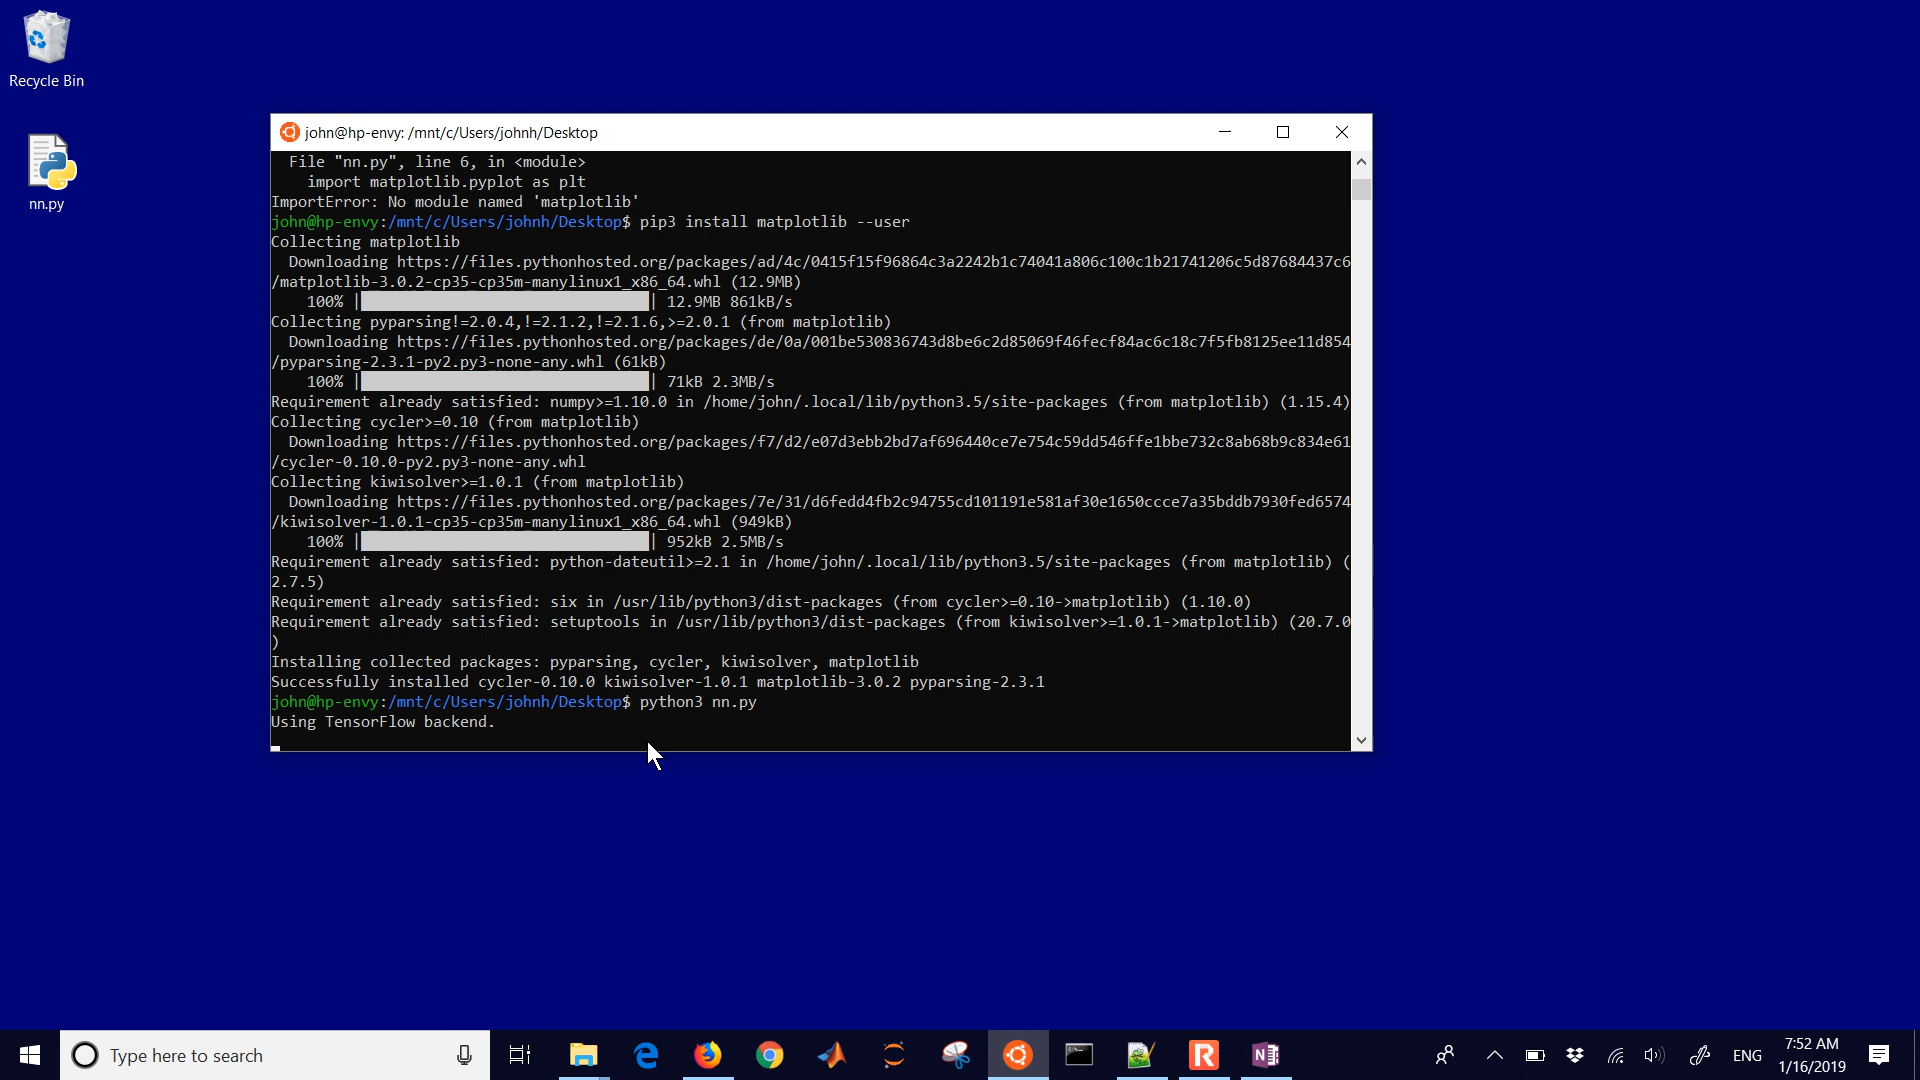 Recycle Bin
nn.py
john@hp-envy: /mnt/c/Users/johnh/Desktop
File "nn.py", line 6, in <module>
import matplotlib.pyplot as plt
ImportError: No module named 'matplotlib'
john@hp-envy:/mnt/c/Users/johnh/Desktop$ pip3 install matplotlib --user
Collecting matplotlib
Downloading https://files.pythonhosted.org/packages/ad/4c/0415f15f96864c3a2242b1c74041a806c100c1b21741206c5d87684437c6
/matplotlib-3.0.2-cp35-cp35m-manylinux1_x86_64.whl (12.9MB)
100% | | 12.9MB 861kB/s
Collecting pyparsing!=2.0.4,!=2.1.2,!=2.1.6,>=2.0.1 (from matplotlib)
Downloading https://files.pythonhosted.org/packages/de/0a/001be530836743d8be6c2d85069f46fecf84ac6c18c7f5fb8125ee11d854
/pyparsing-2.3.1-py2.py3-none-any.whl (61kB)
100% | | 71kB 2.3MB/s
Requirement already satisfied: numpy>=1.10.0 in /home/john/.local/lib/python3.5/site-packages (from matplotlib) (1.15.4)
Collecting cycler>=0.10 (from matplotlib)
Downloading https://files.pythonhosted.org/packages/f7/d2/e07d3ebb2bd7af696440ce7e754c59dd546ffe1bbe732c8ab68b9c834e61
/cycler-0.10.0-py2.py3-none-any.whl
Collecting kiwisolver>=1.0.1 (from matplotlib)
Downloading https://files.pythonhosted.org/packages/7e/31/d6fedd4fb2c94755cd101191e581af30e1650ccce7a35bddb7930fed6574
/kiwisolver-1.0.1-cp35-cp35m-manylinux1_x86_64.whl (949kB)
100% | | 952kB 2.5MB/s
Requirement already satisfied: python-dateutil>=2.1 in /home/john/.local/lib/python3.5/site-packages (from matplotlib) (
2.7.5)
Requirement already satisfied: six in /usr/lib/python3/dist-packages (from cycler>=0.10->matplotlib) (1.10.0)
Requirement already satisfied: setuptools in /usr/lib/python3/dist-packages (from kiwisolver>=1.0.1->matplotlib) (20.7.0
)
Installing collected packages: pyparsing, cycler, kiwisolver, matplotlib
Successfully installed cycler-0.10.0 kiwisolver-1.0.1 matplotlib-3.0.2 pyparsing-2.3.1
john@hp-envy:/mnt/c/Users/johnh/Desktop$ python3 nn.py
Using TensorFlow backend.
Type here to search
ENG
7:52 AM
1/16/2019